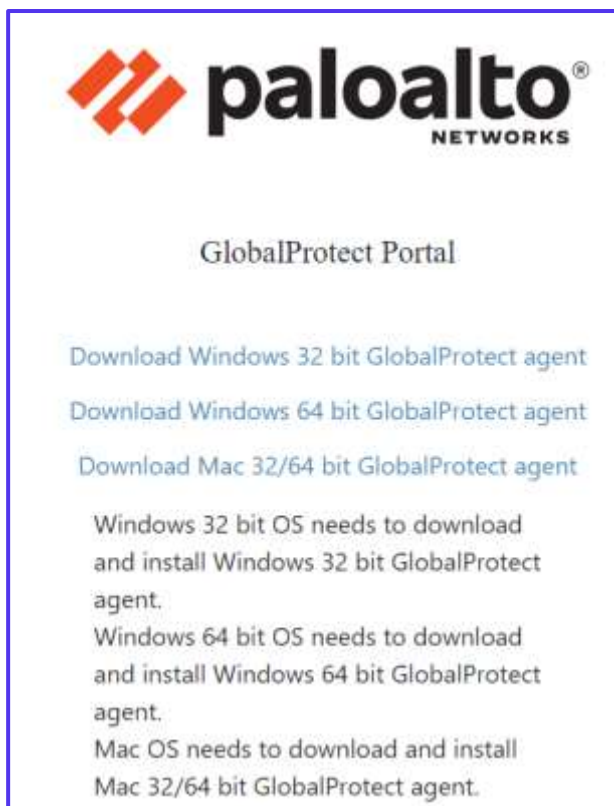 paloalto®
NETWORKS
GlobalProtect Portal
Download Windows 32 bit GlobalProtect agent
Download Windows 64 bit GlobalProtect agent
Download Mac 32/64 bit GlobalProtect agent
Windows 32 bit OS needs to download
and install Windows 32 bit GlobalProtect
agent.
Windows 64 bit OS needs to download
and install Windows 64 bit GlobalProtect
agent.
Mac OS needs to download and install
Mac 32/64 bit GlobalProtect agent.